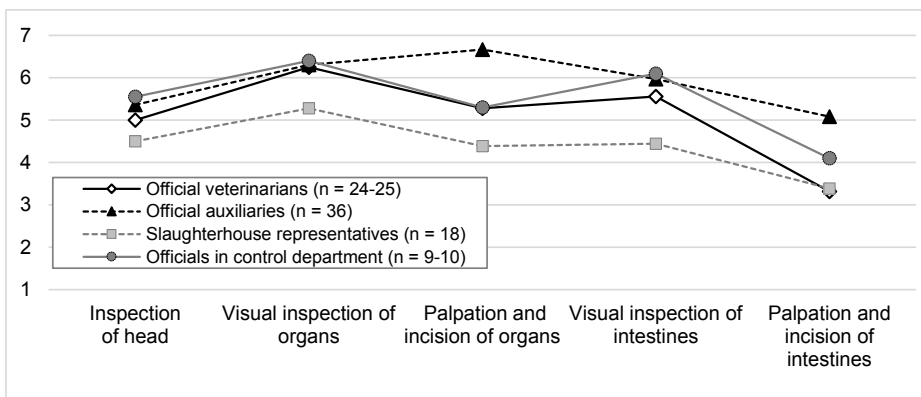 7
6
5
4
3
2
1
Official veterinarians (n = 24-25)
Official auxiliaries (n = 36)
Slaughterhouse representatives (n = 18)
Officials in control department (n = 9-10)
Inspection
of head
Visual inspection of
organs
Palpation and
incision of organs
Visual inspection of
intestines
Palpation and
incision of
intestines